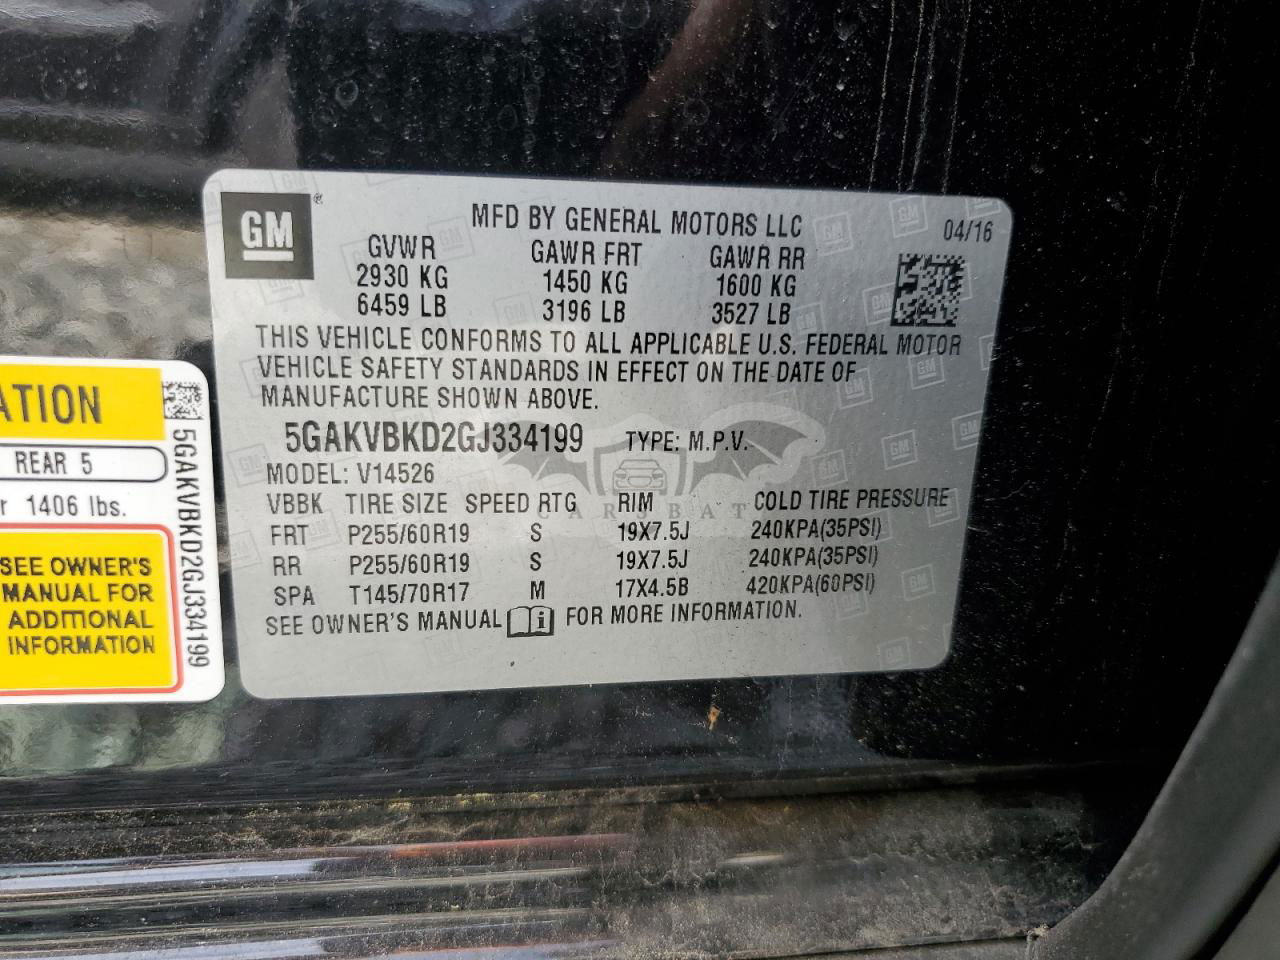 GM ®
MFD BY GENERAL MOTORS LLC
04/16
GVWR GAWR FRT GAWR RR
2930 KG 1450 KG 1600 KG
6459 LB 3196 LB 3527 LB
THIS VEHICLE CONFORMS TO ALL APPLICABLE U.S. FEDERAL MOTOR
VEHICLE SAFETY STANDARDS IN EFFECT ON THE DATE OF
MANUFACTURE SHOWN ABOVE.
5GAKVBKD2GJ334199 TYPE: M.P.V.
MODEL: V14526
VBBK TIRE SIZE SPEED RTG RIM COLD TIRE PRESSURE
FRT P255/60R19 S 19X7.5J 240KPA(35PSI)
RR P255/60R19 S 19X7.5J 240KPA(35PSI)
SPA T145/70R17 M 17X4.5B 420KPA(60PSI)
SEE OWNER'S MANUAL FOR MORE INFORMATION.
CARSBAT
ATION
REAR 5
r 1406 lbs.
SEE OWNER'S
MANUAL FOR
ADDITIONAL
INFORMATION
5GAKVBKD2GJ334199